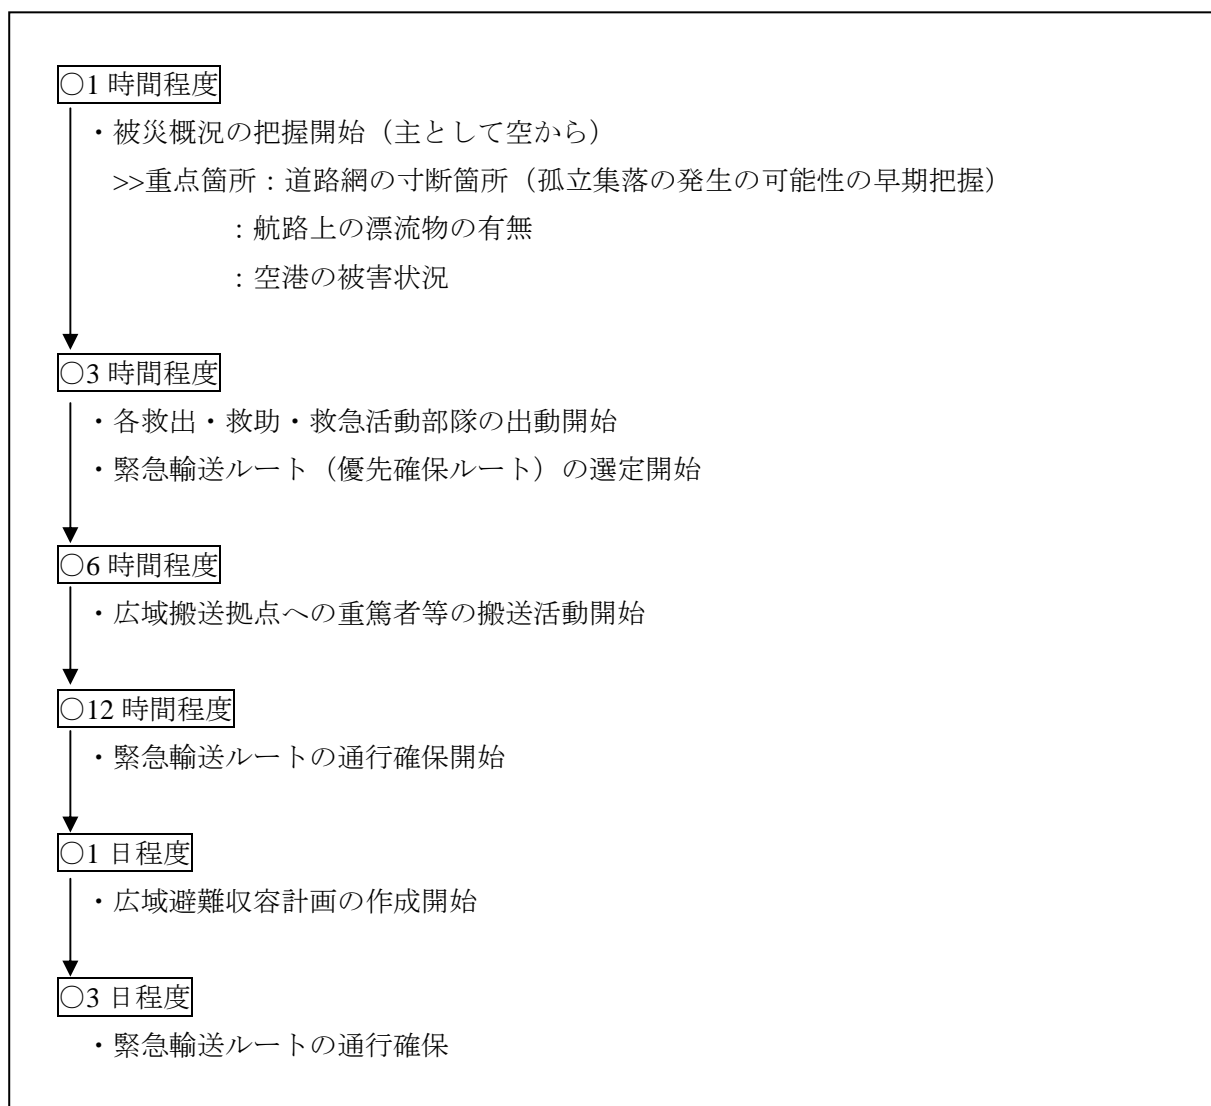 ○1 時間程度
・被災概況の把握開始（主として空から）
>>重点箇所：道路網の寸断箇所（孤立集落の発生の可能性の早期把握）
：航路上の漂流物の有無
：空港の被害状況
○3 時間程度
・各救出・救助・救急活動部隊の出動開始
・緊急輸送ルート（優先確保ルート）の選定開始
○6 時間程度
・広域搬送拠点への重篤者等の搬送活動開始
○12 時間程度
・緊急輸送ルートの通行確保開始
○1 日程度
・広域避難収容計画の作成開始
○3 日程度
・緊急輸送ルートの通行確保